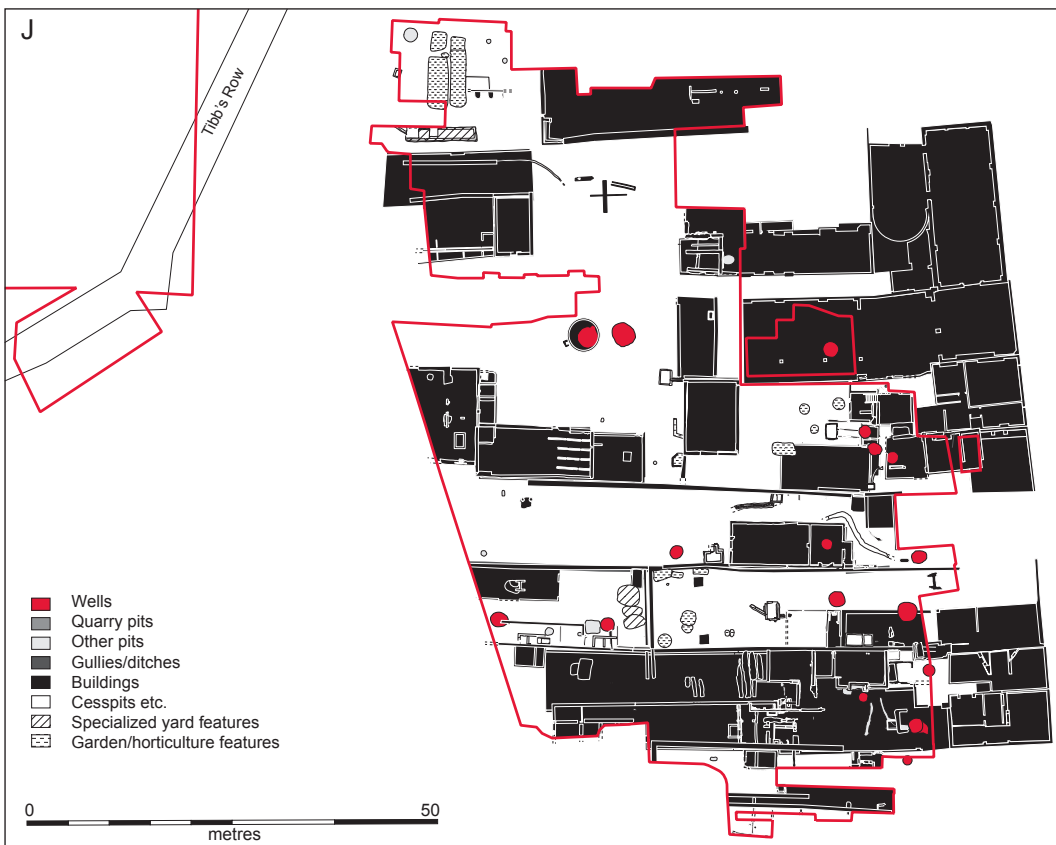 J
Tibb's Row
Wells
Quarry pits
Other pits
Gullies/ditches
Buildings
Cesspits etc.
Specialized yard features
Garden/horticulture features
0 50
metres